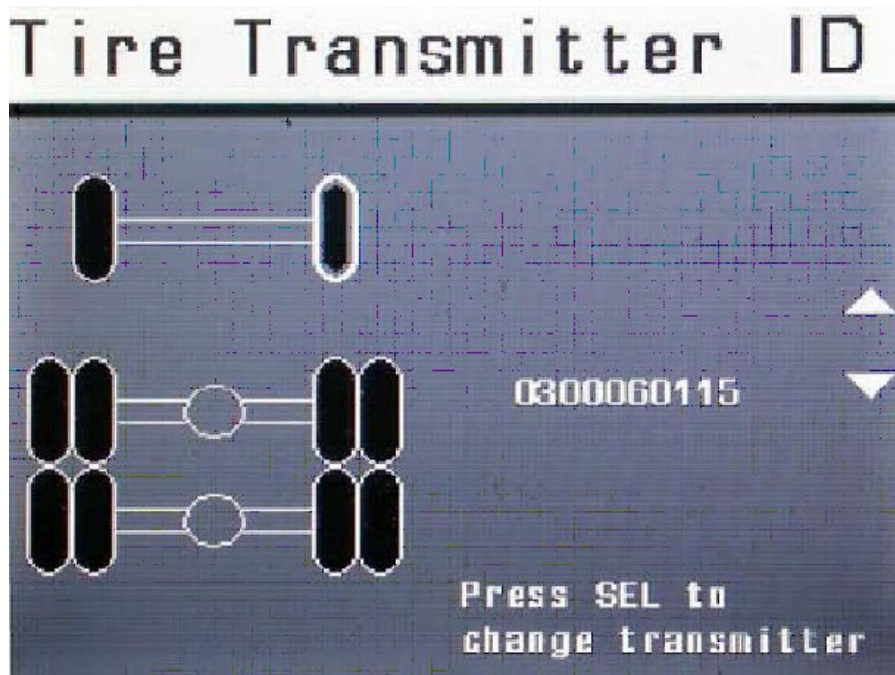 Tire Transmitter ID
0300060115
Press SEL to
change transmitter